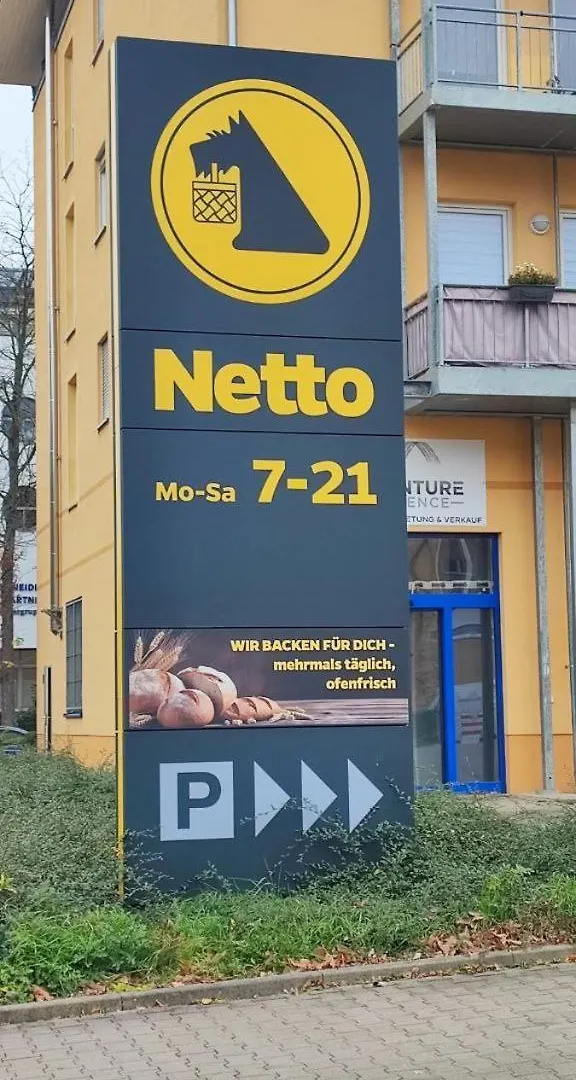 Netto
Mo-Sa 7-21
WIR BACKEN FÜR DICH -
mehrmals täglich,
ofenfrisch
P
NTURE
ENCE
ETUNG & VERKAUF